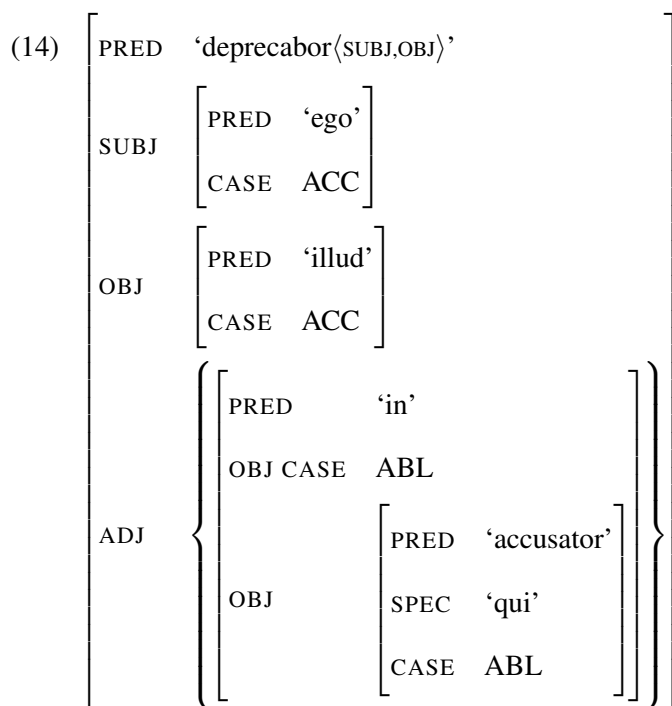 (14) PRED ‘deprecabor⟨SUBJ,OBJ⟩’
PRED ‘ego’
SUBJ
CASE ACC
PRED ‘illud’
OBJ
CASE ACC
PRED ‘in’
OBJ CASE ABL
PRED ‘accusator’
ADJ
OBJ SPEC ‘qui’
CASE ABL